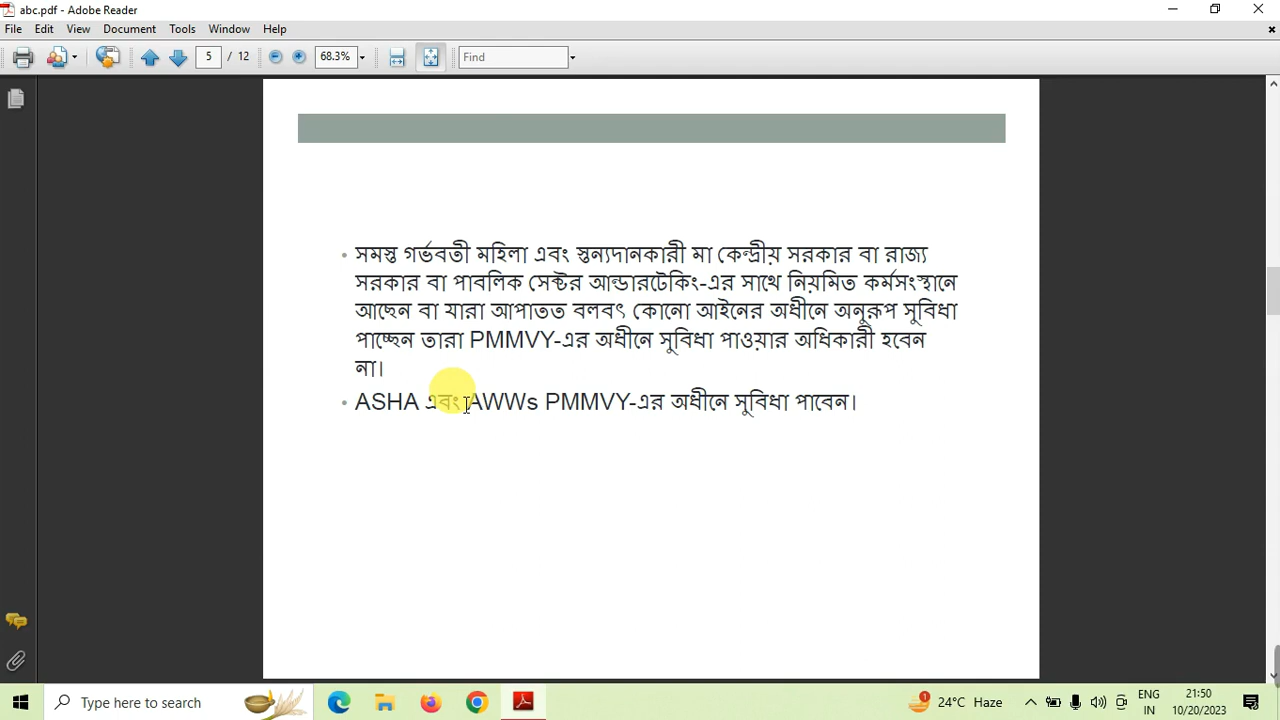 abc.pdf - Adobe Reader
File Edit View Document Tools Window Help
5 / 12 68.3% Find
• সমস্ত গর্ভবতী মহিলা এবং স্তন্যদানকারী মা কেন্দ্রীয় সরকার বা রাজ্য
সরকার বা পাবলিক সেক্টর আন্ডারটেকিং-এর সাথে নিয়মিত কর্মসংস্থানে
আছেন বা যারা আপাতত বলবৎ কোনো আইনের অধীনে অনুরূপ সুবিধা
পাচ্ছেন তারা PMMVY-এর অধীনে সুবিধা পাওয়ার অধিকারী হবেন
না।
• ASHA এবং AWWs PMMVY-এর অধীনে সুবিধা পাবেন।
Type here to search 24°C Haze ENG 21:50
IN 10/20/2023